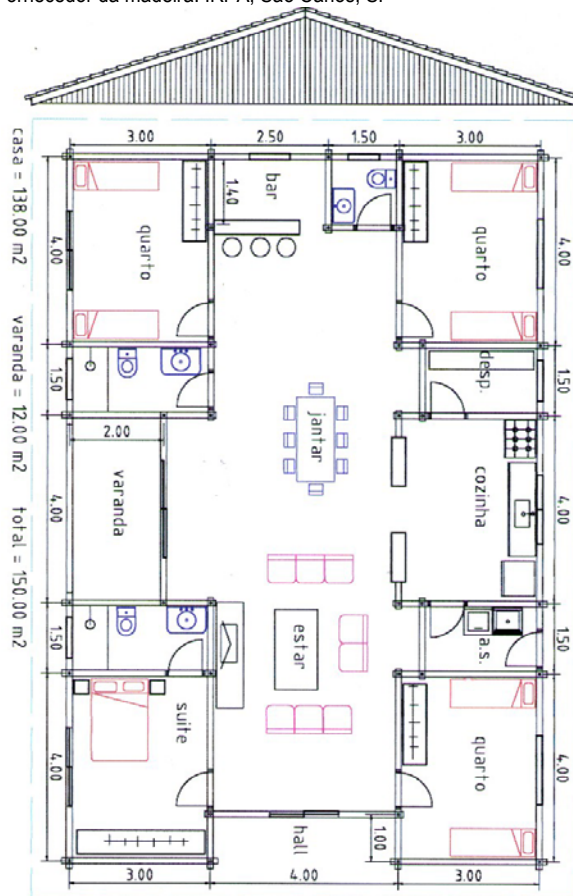 3.00 2.50 1.50 3.00
bar
1.40
quarto
quarto
4.00
4.00
desp.
1.50
1.50
jantar
2.00
varanda
cozinha
4.00
4.00
estar
a.s.
1.50
1.50
suite
quarto
4.00
4.00
hall
1.00
3.00 4.00 3.00
casa = 138.00 m2 varanda = 12.00 m2 total = 150.00 m2